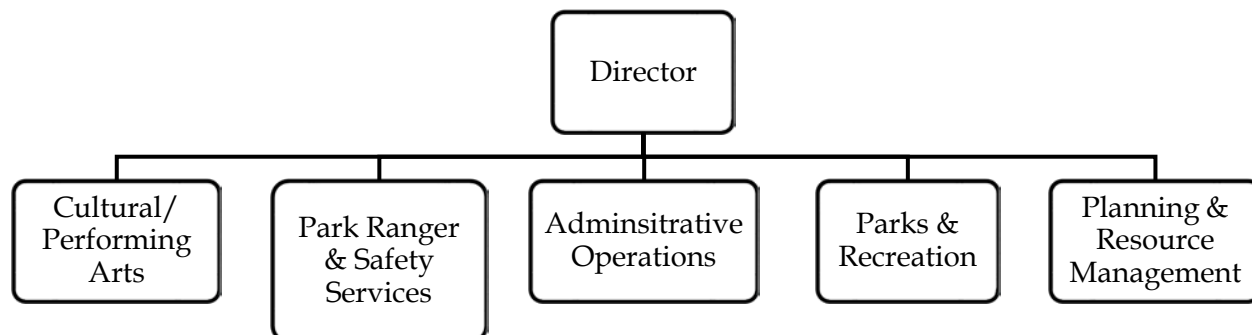 Director
Cultural/
Performing
Arts
Park Ranger
& Safety
Services
Adminsitrative
Operations
Parks &
Recreation
Planning &
Resource
Management